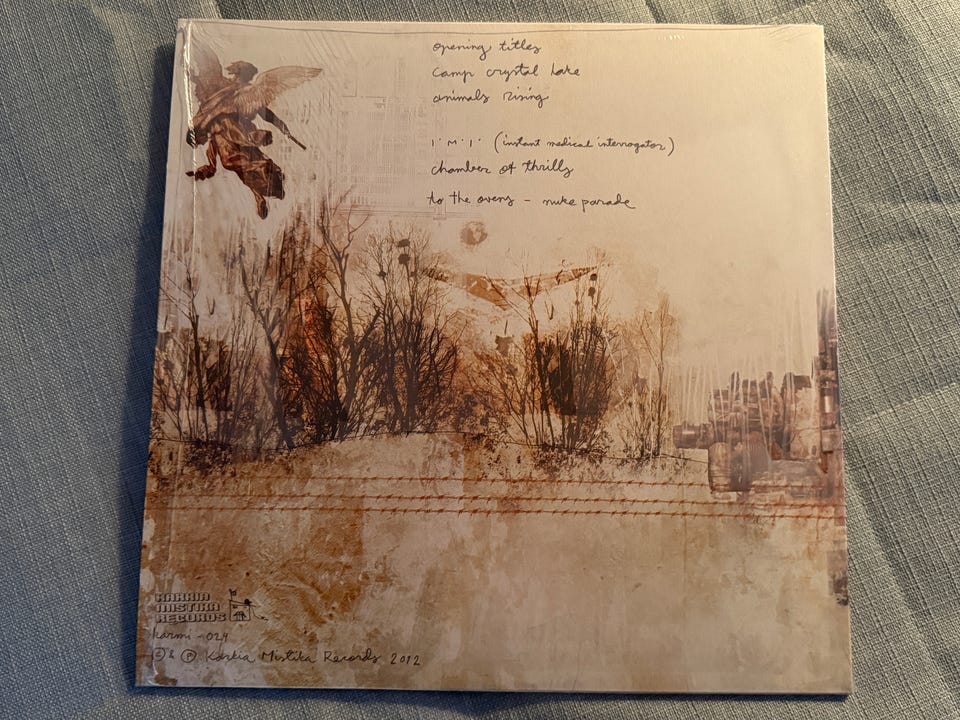 opening titles
camp crystal lake
animals rising
I·M·I· (instant medical interrogator)
chamber of thrills
to the ovens - nuke parade
KARKIA
MISTIKA
RECORDS
karmi-024
© & ℗ Karkia Mistika Records 2012